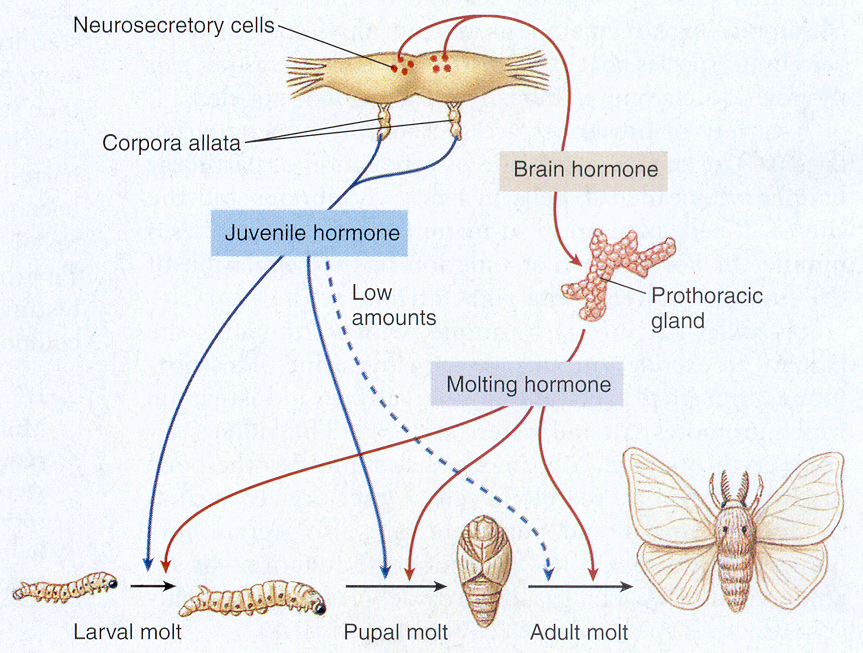 Neurosecretory cells
Corpora allata
Brain hormone
Juvenile hormone
Low
amounts
Prothoracic
gland
Molting hormone
Larval molt
Pupal molt
Adult molt